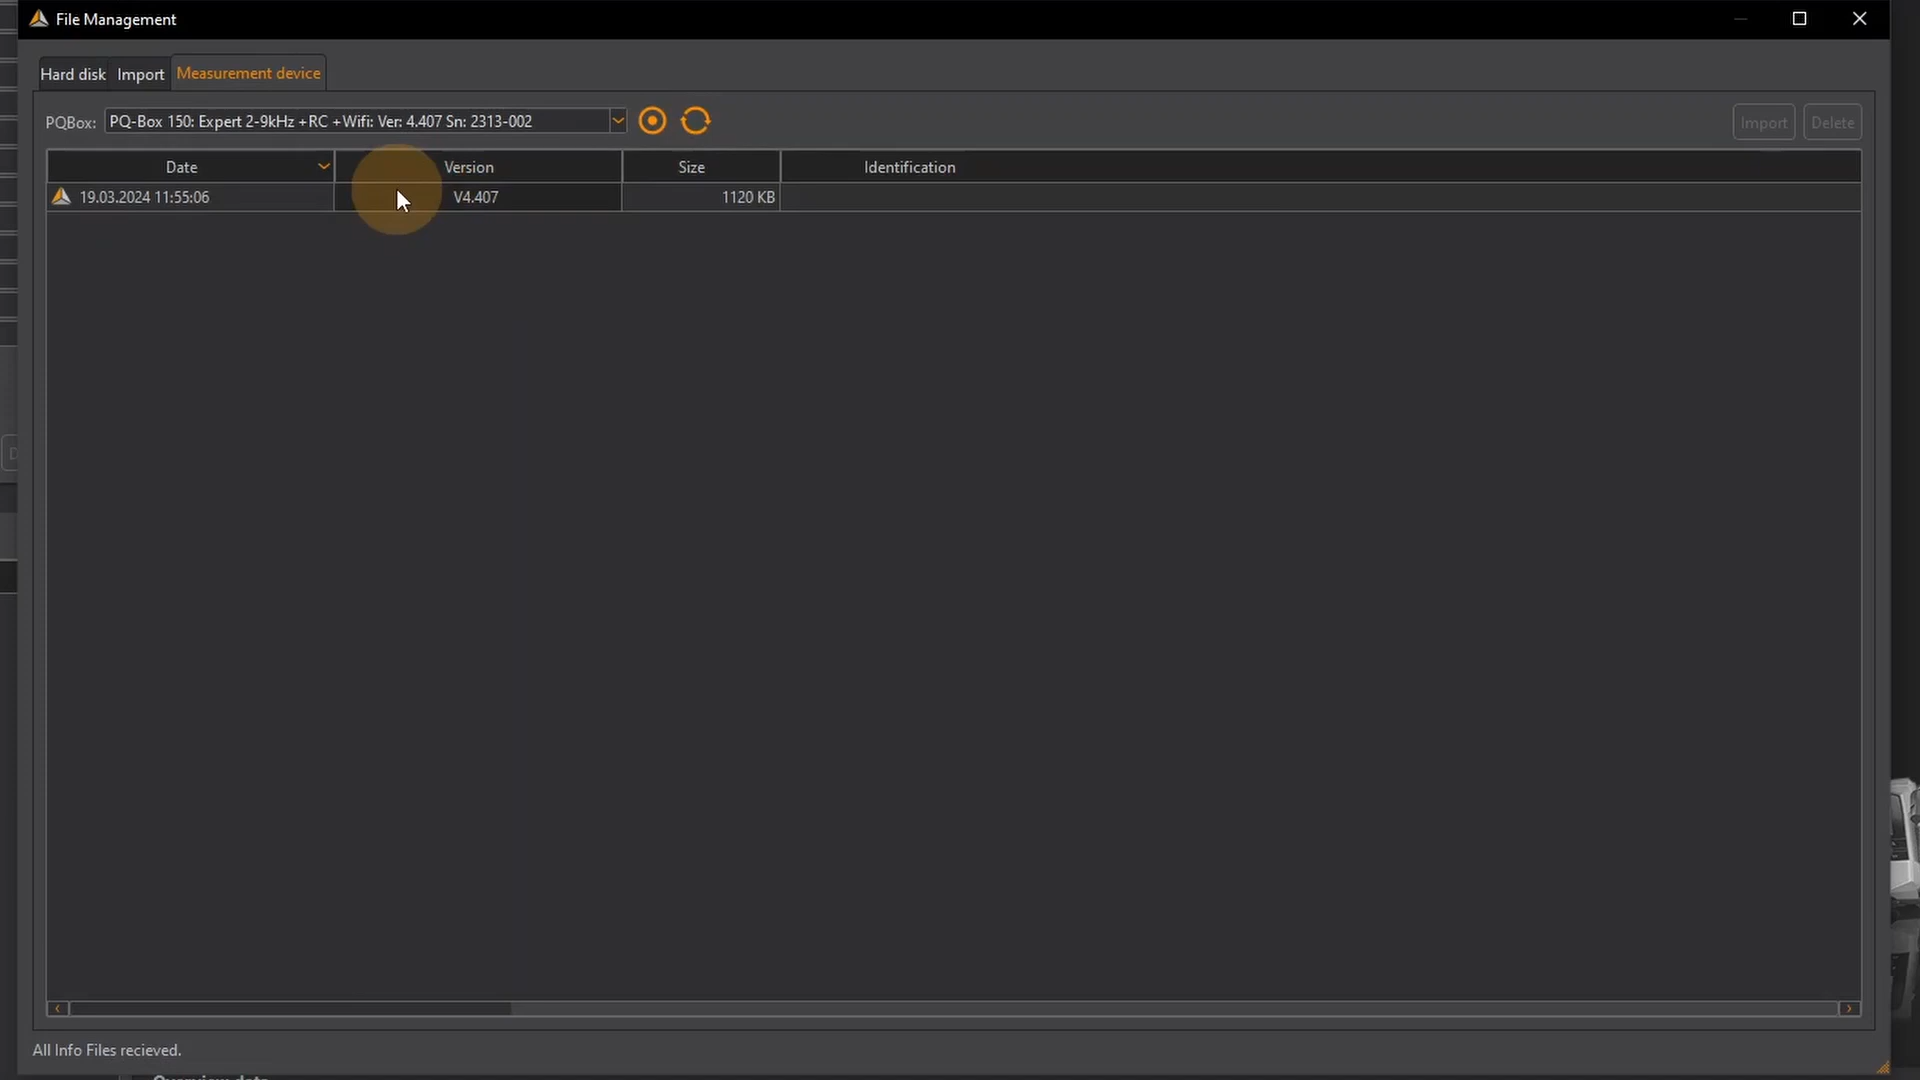 File Management
Hard disk Import Measurement device
PQBox: PQ-Box 150: Expert 2-9kHz +RC +Wifi: Ver: 4.407 Sn: 2313-002 Import Delete
Date Version Size Identification
19.03.2024 11:55:06 V4.407 1120 KB
All Info Files recieved.